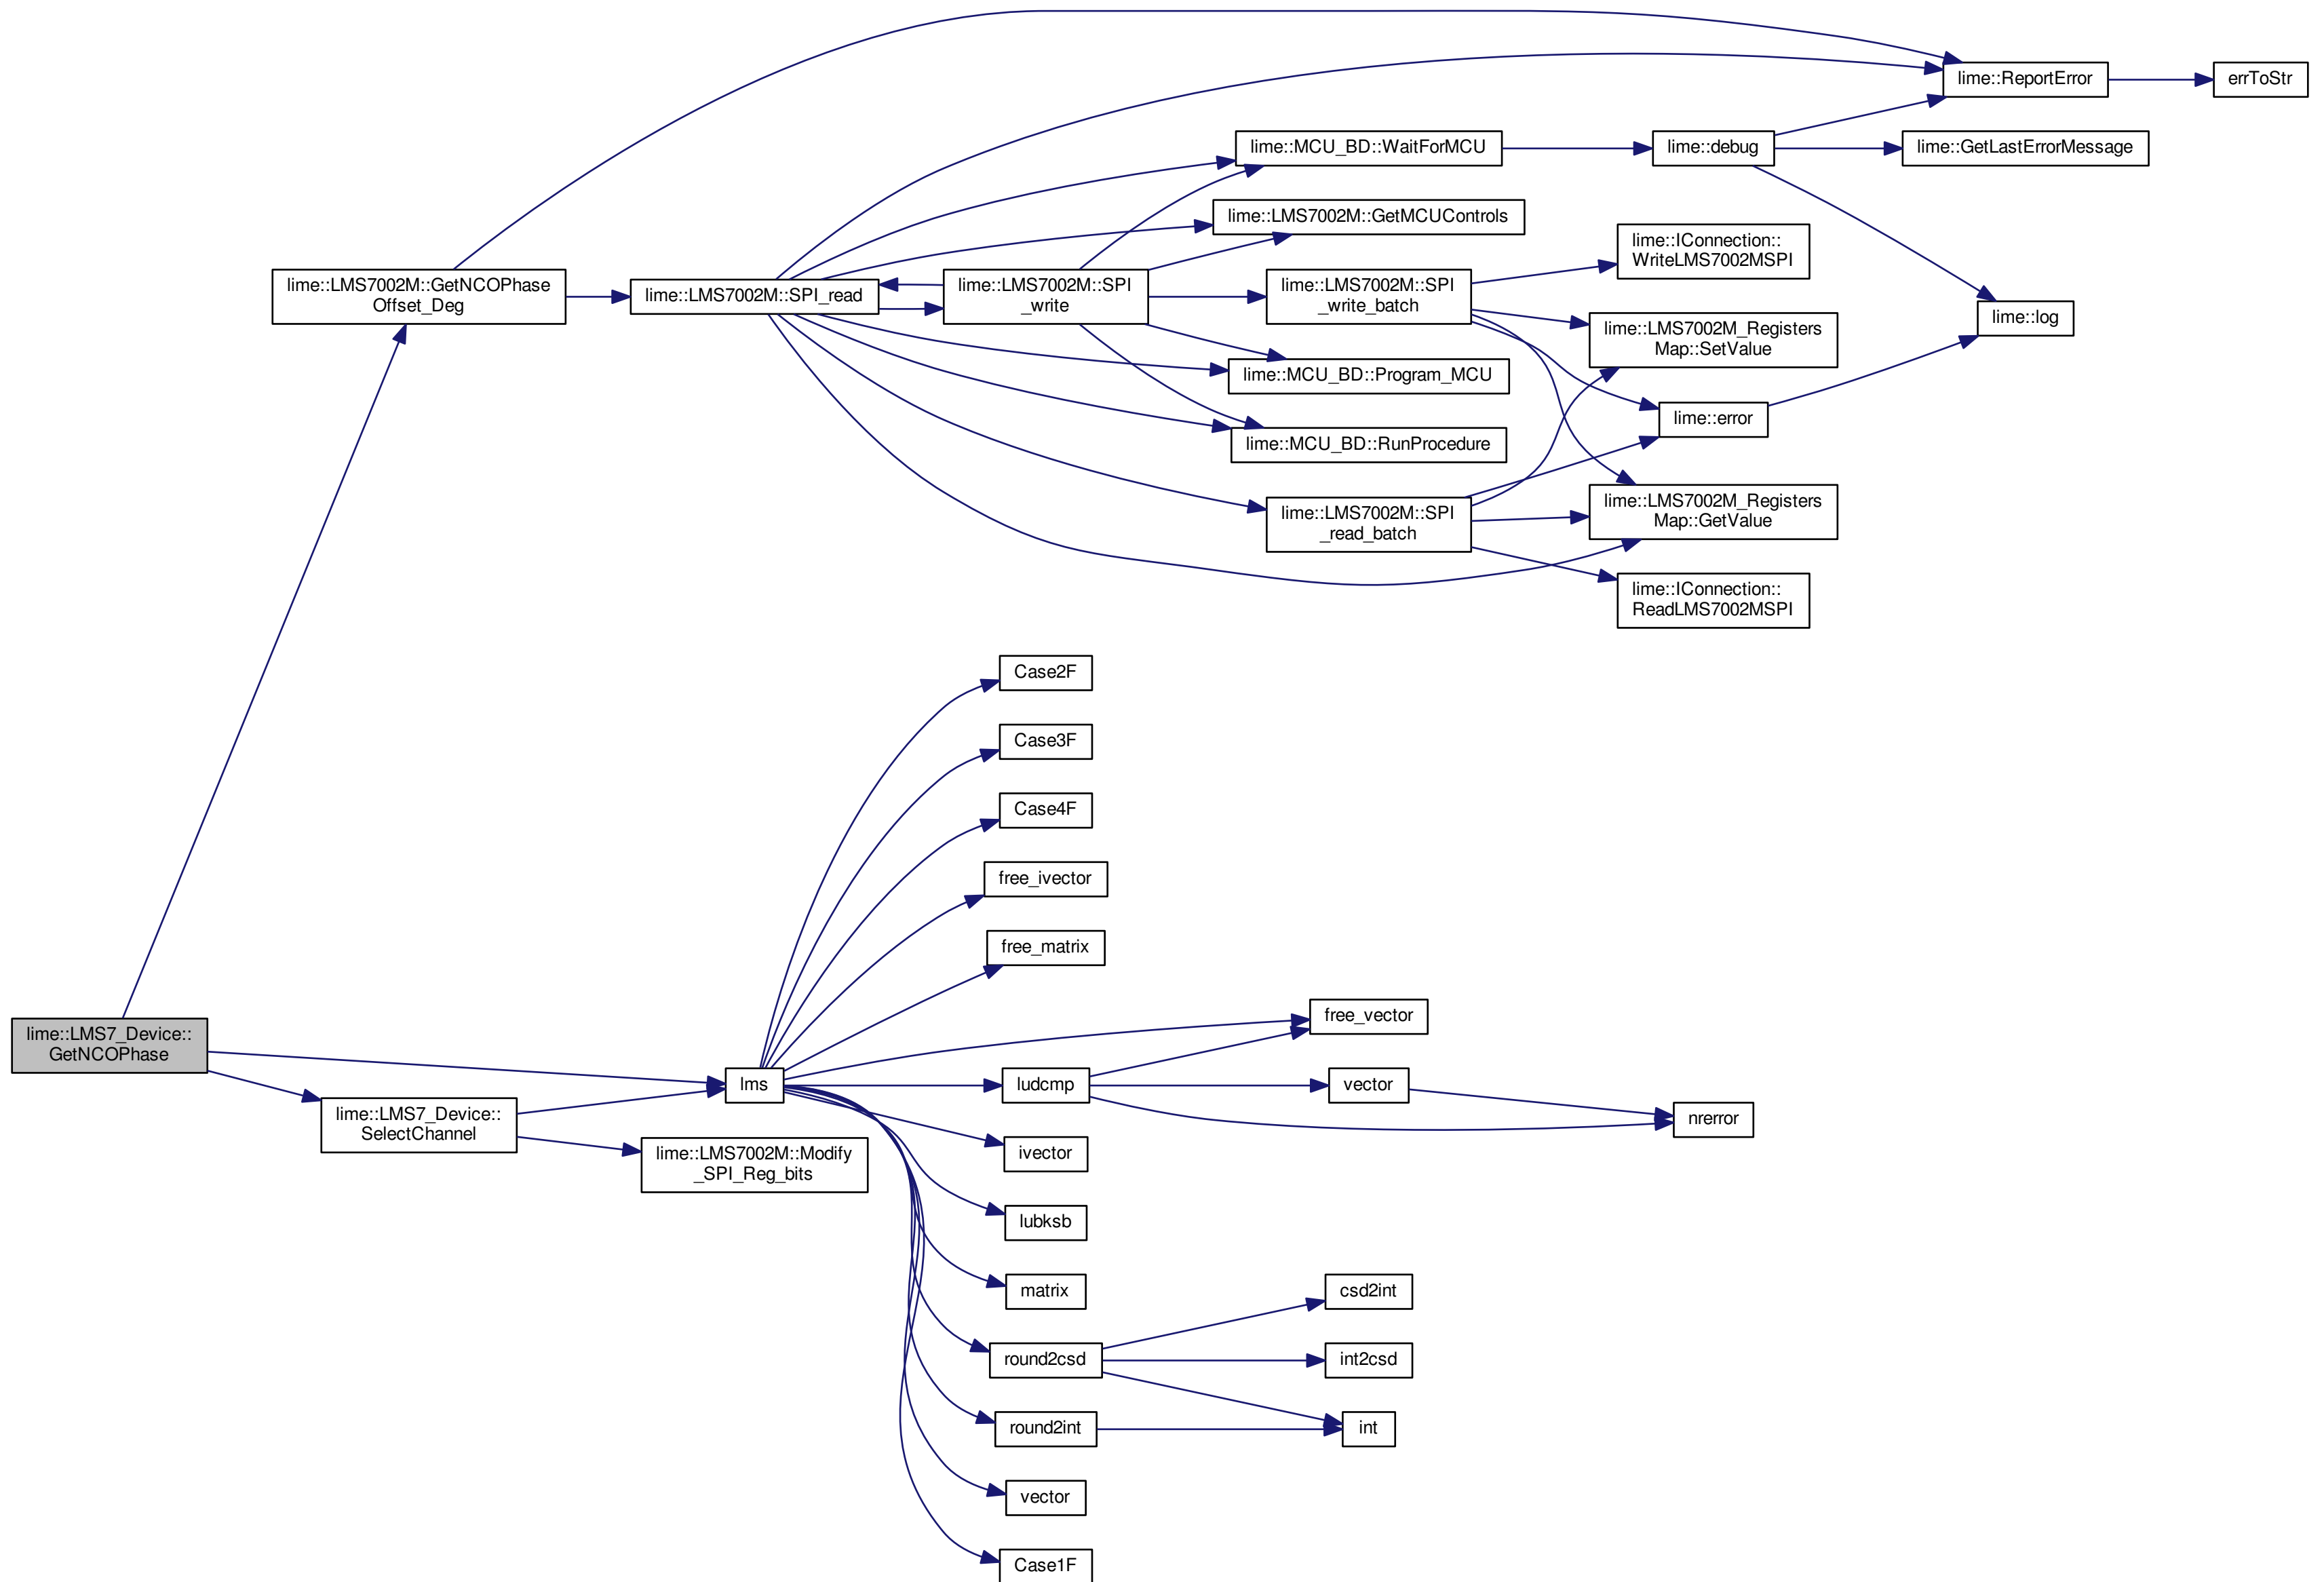 lime::ReportError
errToStr
lime::MCU_BD::WaitForMCU
lime::debug
lime::GetLastErrorMessage
lime::LMS7002M::GetMCUControls
lime::IConnection::
WriteLMS7002MSPI
lime::LMS7002M::GetNCOPhase
Offset_Deg
lime::LMS7002M::SPI_read
lime::LMS7002M::SPI
_write
lime::LMS7002M::SPI
_write_batch
lime::log
lime::LMS7002M_Registers
Map::SetValue
lime::MCU_BD::Program_MCU
lime::error
lime::MCU_BD::RunProcedure
lime::LMS7002M::SPI
_read_batch
lime::LMS7002M_Registers
Map::GetValue
lime::IConnection::
ReadLMS7002MSPI
Case2F
Case3F
Case4F
free_ivector
free_matrix
free_vector
lime::LMS7_Device::
GetNCOPhase
lms
ludcmp
vector
nrerror
lime::LMS7_Device::
SelectChannel
lime::LMS7002M::Modify
_SPI_Reg_bits
ivector
lubksb
matrix
csd2int
round2csd
int2csd
round2int
int
vector
Case1F